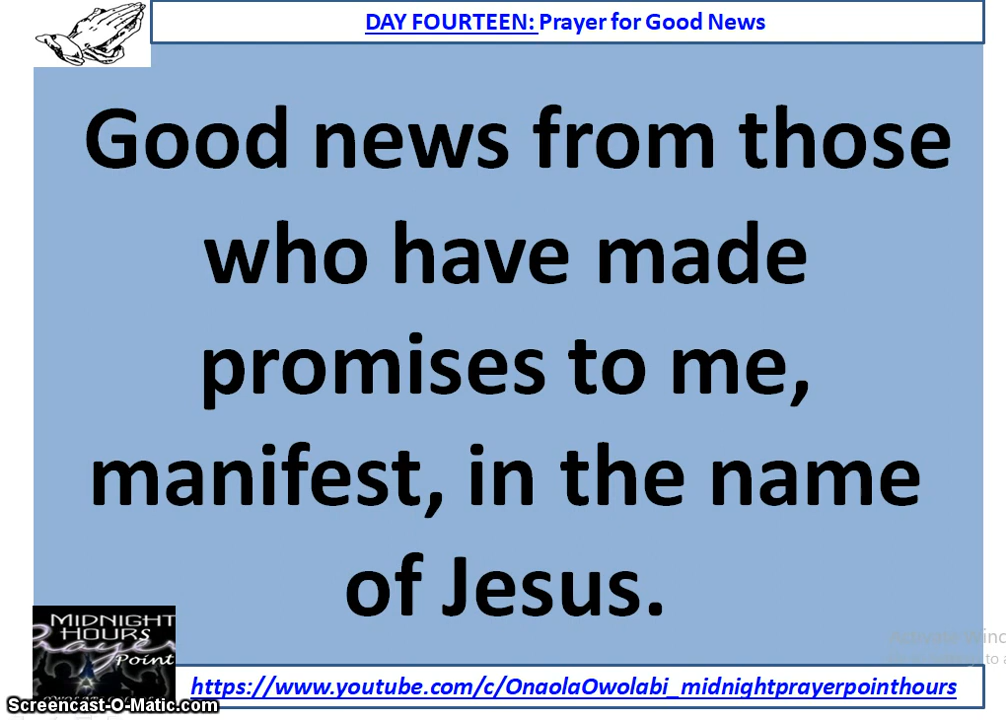 DAY FOURTEEN: Prayer for Good News
Good news from those
who have made
promises to me,
manifest, in the name
of Jesus.
MIDNIGHT
HOURS
Prayer
Point
https://www.youtube.com/c/OnaolaOwolabi_midnightprayerpointhours
Screencast-O-Matic.com